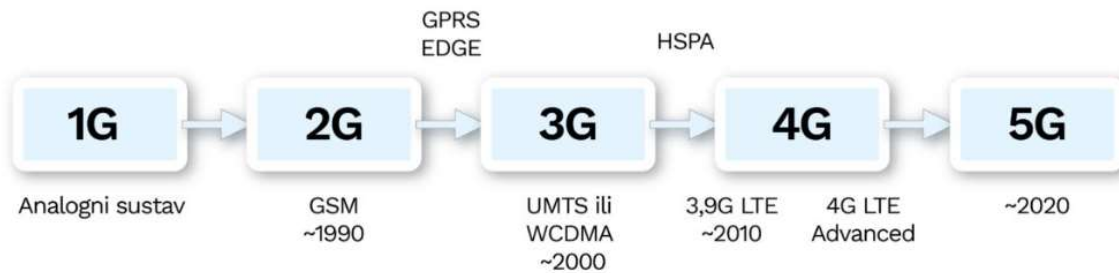 GPRS
EDGE
HSPA
1G
2G
3G
4G
5G
Analogni sustav
GSM
~1990
UMTS ili
WCDMA
~2000
3,9G LTE
~2010
4G LTE
Advanced
~2020